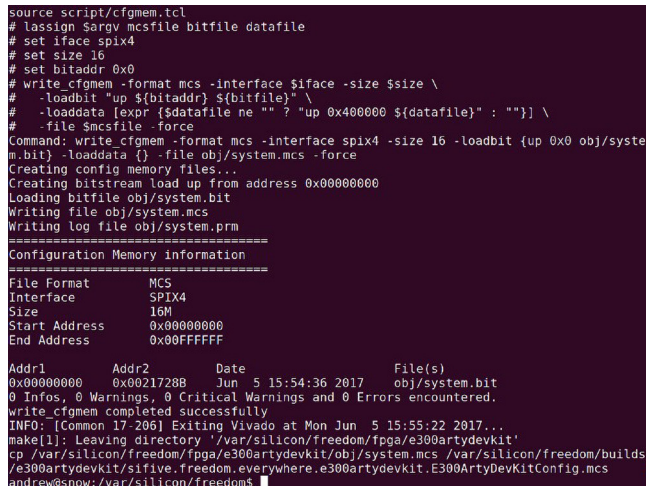 source script/cfgmem.tcl
# lassign $argv mcsfile bitfile datafile
# set iface spix4
# set size 16
# set bitaddr 0x0
# write_cfgmem -format mcs -interface $iface -size $size \
#   -loadbit "up ${bitaddr} ${bitfile}" \
#   -loaddata [expr {$datafile ne "" ? "up 0x400000 ${datafile}" : ""}] \
#   -file $mcsfile -force
Command: write_cfgmem -format mcs -interface spix4 -size 16 -loadbit {up 0x0 obj/syste
m.bit} -loaddata {} -file obj/system.mcs -force
Creating config memory files...
Creating bitstream load up from address 0x00000000
Loading bitfile obj/system.bit
Writing file obj/system.mcs
Writing log file obj/system.prm
===================================
Configuration Memory information
===================================
File Format        MCS
Interface          SPIX4
Size               16M
Start Address      0x00000000
End Address        0x00FFFFFF
Addr1         Addr2         Date                    File(s)
0x00000000    0x0021728B    Jun  5 15:54:36 2017    obj/system.bit
0 Infos, 0 Warnings, 0 Critical Warnings and 0 Errors encountered.
write_cfgmem completed successfully
INFO: [Common 17-206] Exiting Vivado at Mon Jun  5 15:55:22 2017...
make[1]: Leaving directory '/var/silicon/freedom/fpga/e300artydevkit'
cp /var/silicon/freedom/fpga/e300artydevkit/obj/system.mcs /var/silicon/freedom/builds
/e300artydevkit/sifive.freedom.everywhere.e300artydevkit.E300ArtyDevKitConfig.mcs
andrew@snow:/var/silicon/freedom$